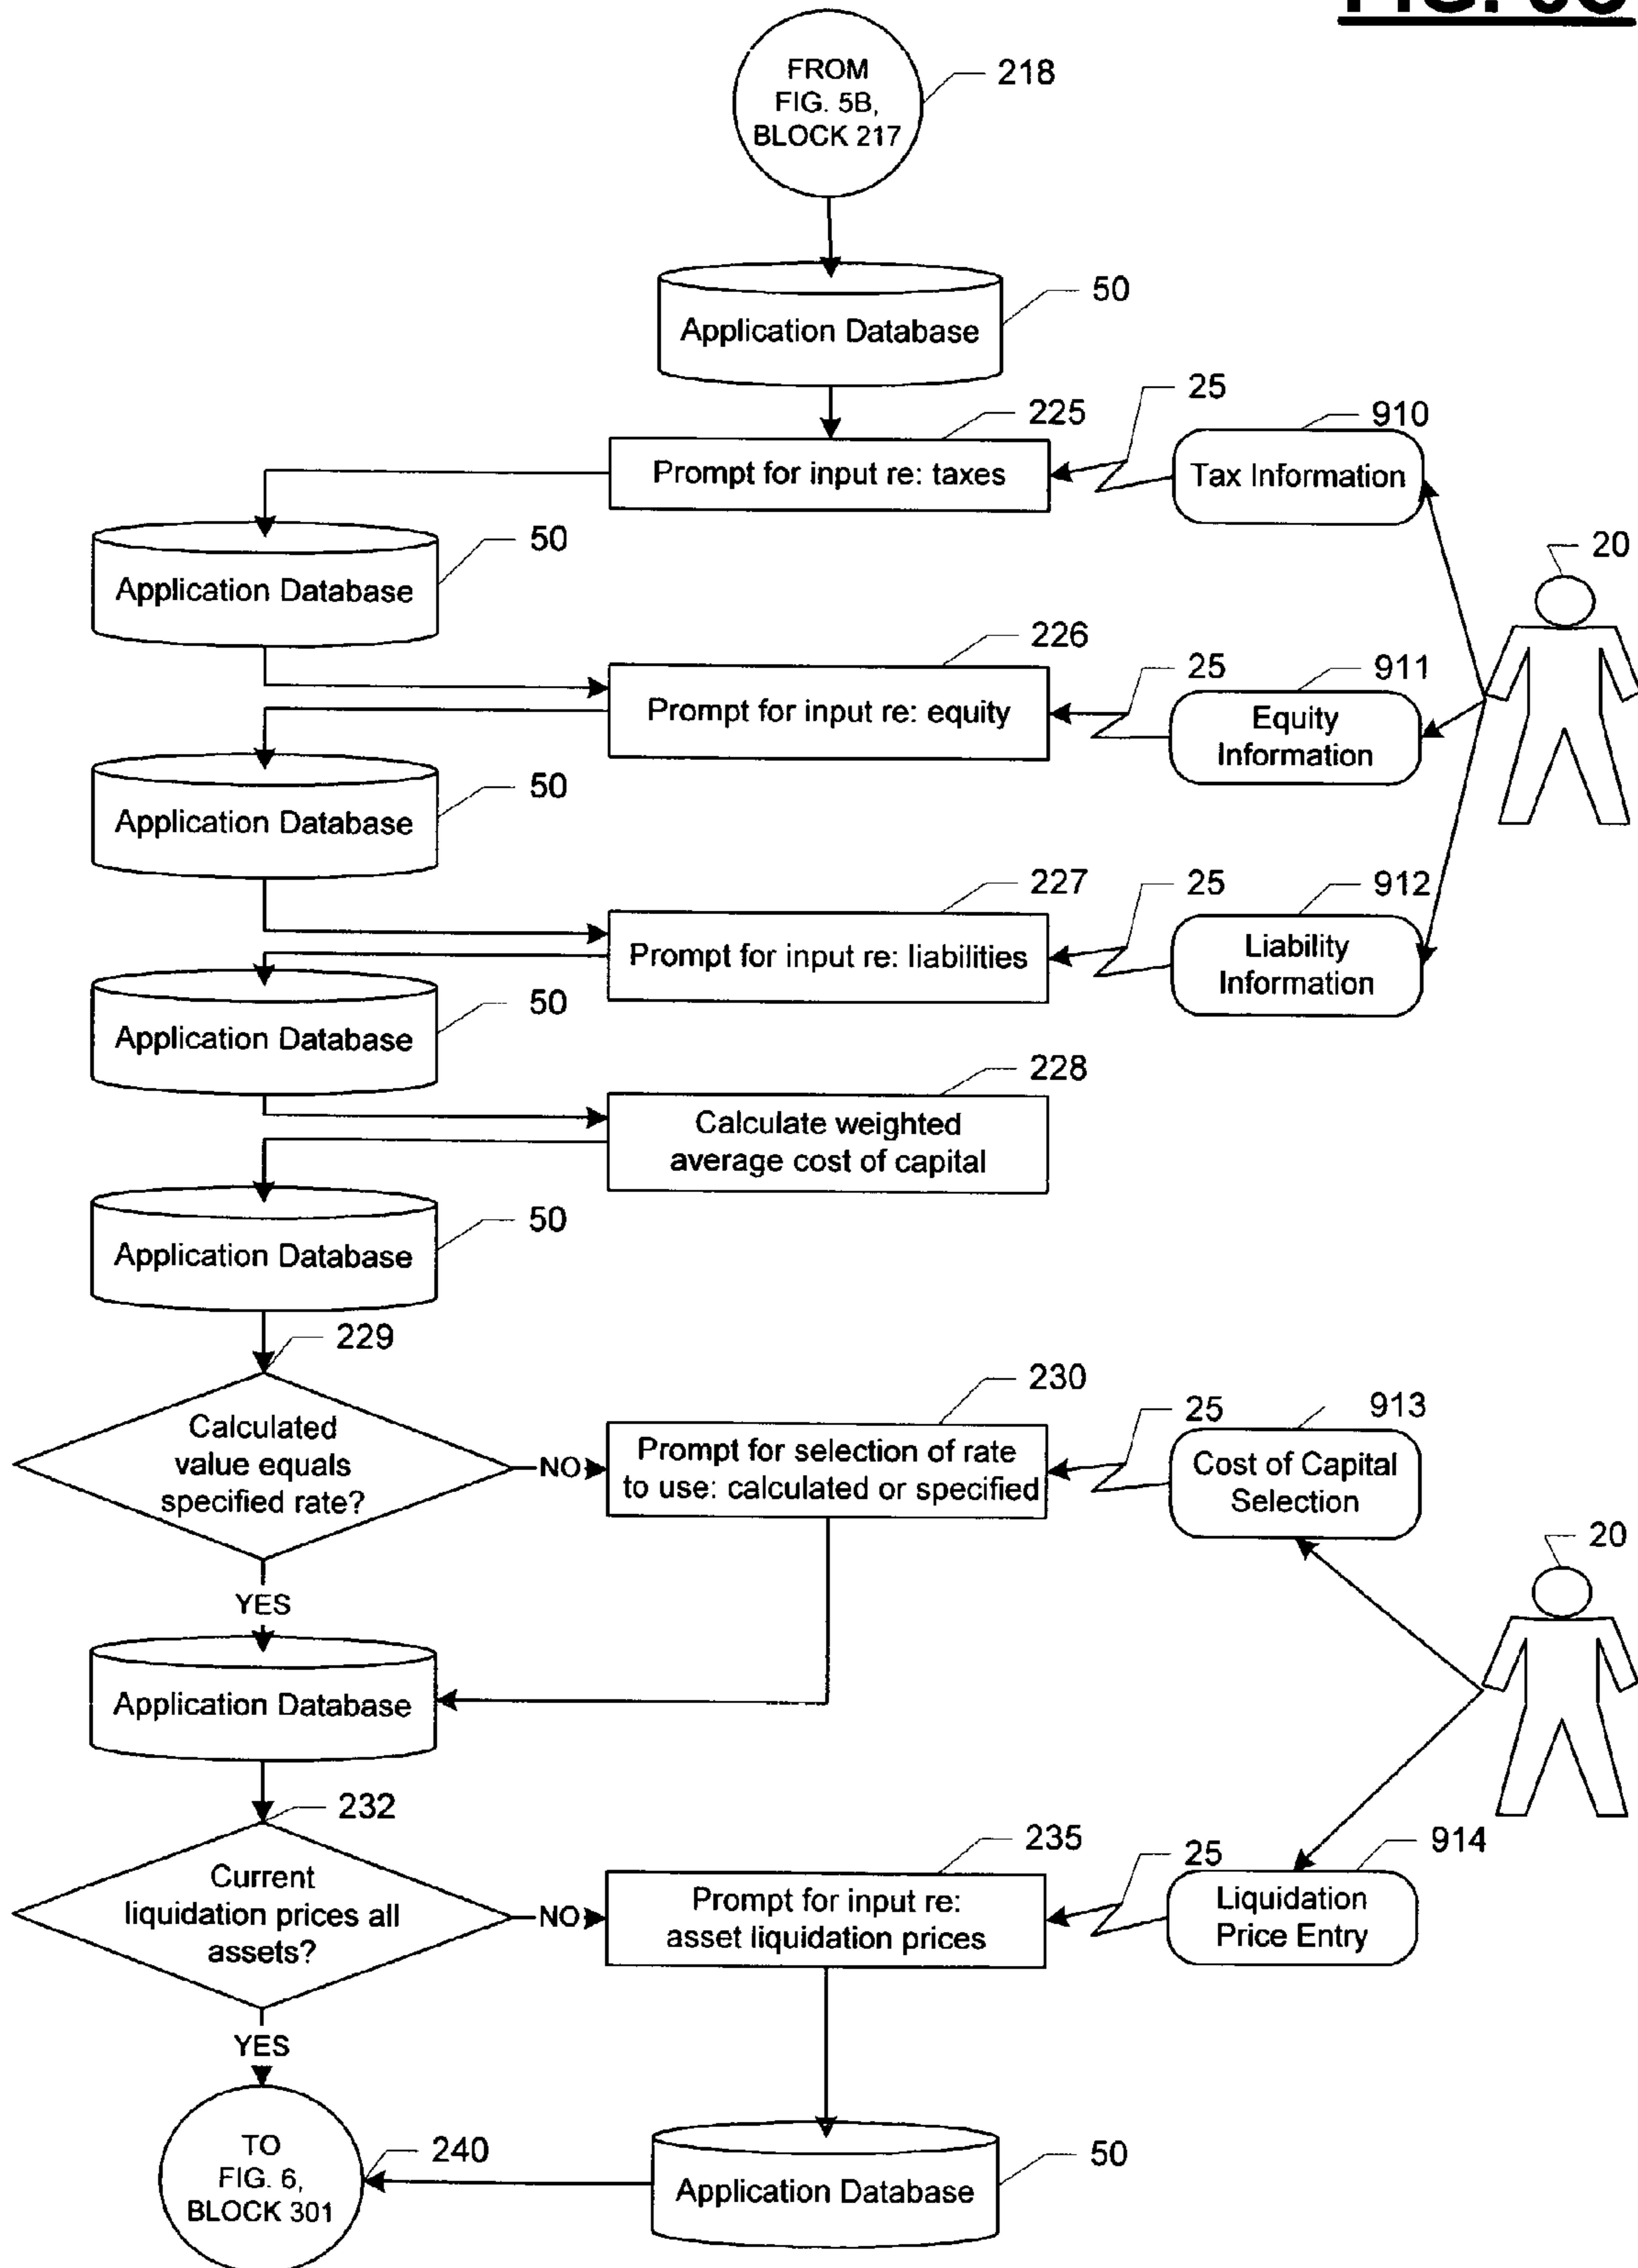 FROM
FIG. 5B,
BLOCK 217
218
Application Database
50
225
Prompt for input re: taxes
25
910
Tax Information
Application Database
50
20
226
Prompt for input re: equity
25
911
Equity
Information
Application Database
50
227
Prompt for input re: liabilities
25
912
Liability
Information
Application Database
50
228
Calculate weighted
average cost of capital
Application Database
50
229
Calculated
value equals
specified rate?
NO
230
Prompt for selection of rate
to use: calculated or specified
25
913
Cost of Capital
Selection
20
YES
Application Database
232
Current
liquidation prices all
assets?
NO
235
Prompt for input re:
asset liquidation prices
25
914
Liquidation
Price Entry
YES
TO
FIG. 6,
BLOCK 301
240
Application Database
50